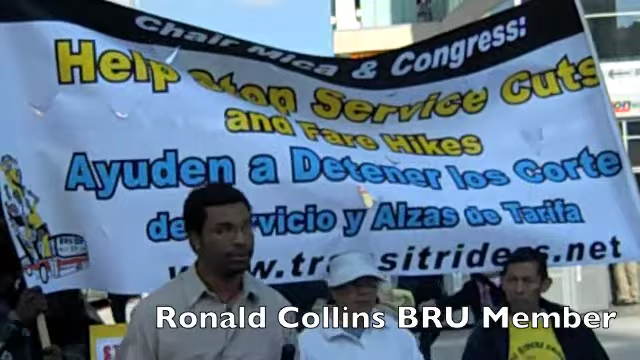 Chair Mica & Congress:
Help Stop Service Cuts
and Fare Hikes
Ayuden a Detener los Corte
de Servicio y Alzas de Tarifa
www.transitriders.net
BRU
Ronald Collins BRU Member